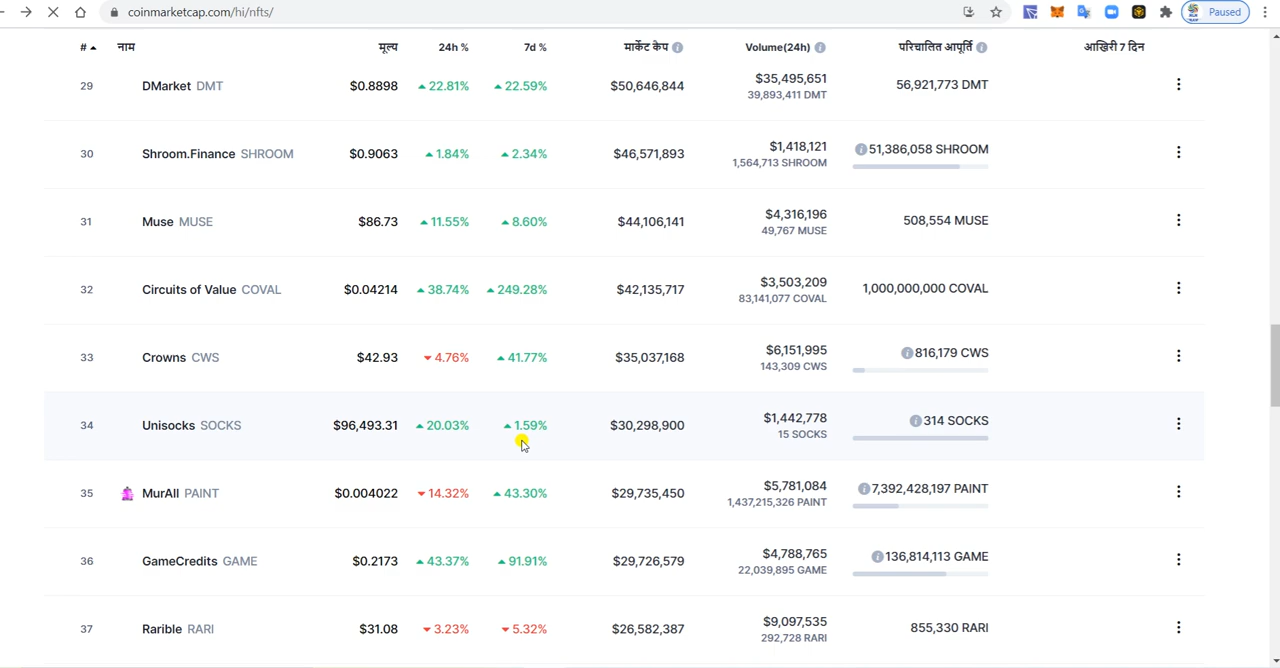 coinmarketcap.com/hi/nfts/
Paused
# नाम मूल्य 24h % 7d % मार्केट केप Volume(24h) परिचालित आपूर्ति आखिरी 7 दिन
29 DMarket DMT $0.8898 22.81% 22.59% $50,646,844 $35,495,651 56,921,773 DMT
39,893,411 DMT
30 Shroom.Finance SHROOM $0.9063 1.84% 2.34% $46,571,893 $1,418,121 51,386,058 SHROOM
1,564,713 SHROOM
31 Muse MUSE $86.73 11.55% 8.60% $44,106,141 $4,316,196 508,554 MUSE
49,767 MUSE
32 Circuits of Value COVAL $0.04214 38.74% 249.28% $42,135,717 $3,503,209 1,000,000,000 COVAL
83,141,077 COVAL
33 Crowns CWS $42.93 4.76% 41.77% $35,037,168 $6,151,995 816,179 CWS
143,309 CWS
34 Unisocks SOCKS $96,493.31 20.03% 1.59% $30,298,900 $1,442,778 314 SOCKS
15 SOCKS
35 MurAll PAINT $0.004022 14.32% 43.30% $29,735,450 $5,781,084 7,392,428,197 PAINT
1,437,215,326 PAINT
36 GameCredits GAME $0.2173 43.37% 91.91% $29,726,579 $4,788,765 136,814,113 GAME
22,039,895 GAME
37 Rarible RARI $31.08 3.23% 5.32% $26,582,387 $9,097,535 855,330 RARI
292,728 RARI